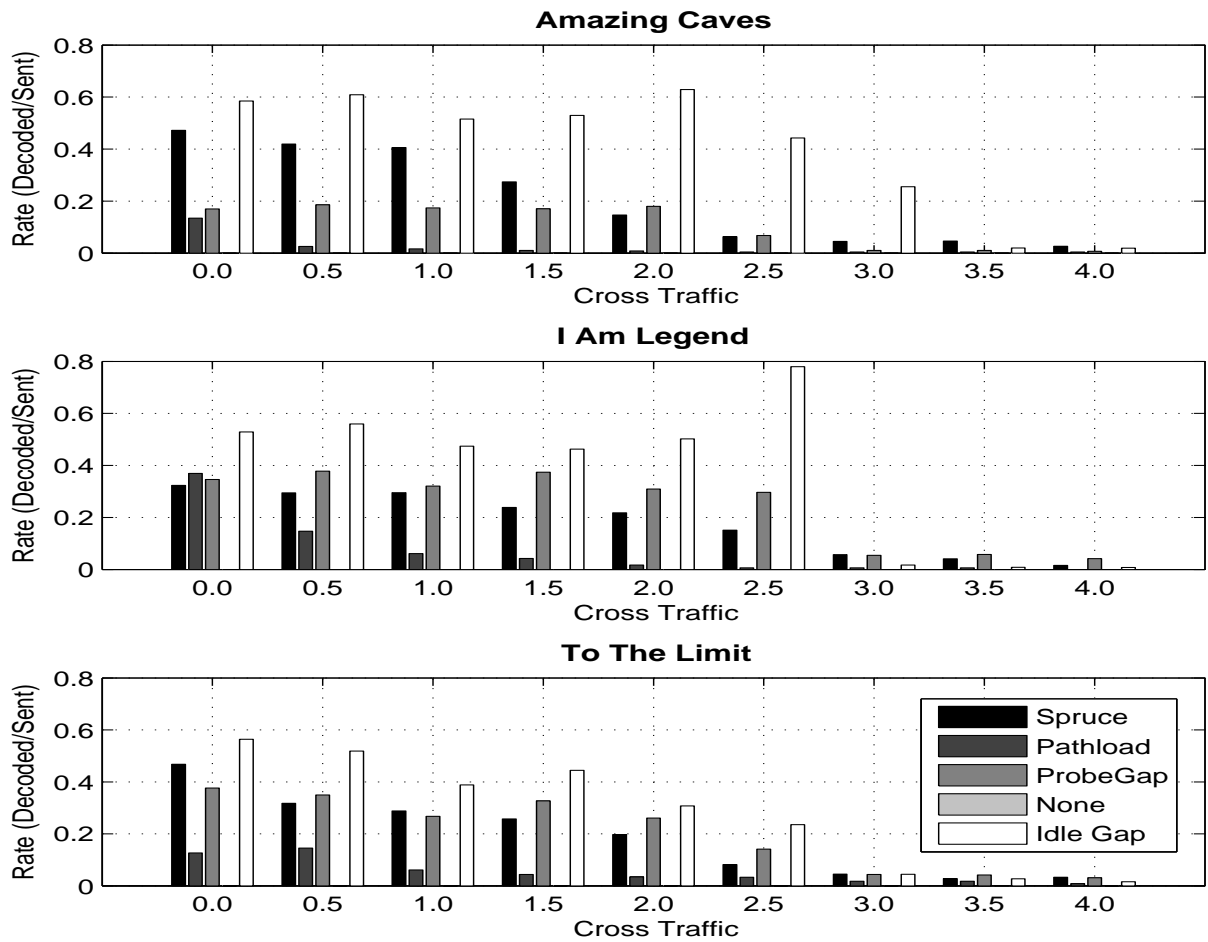 Amazing Caves
Rate (Decoded/Sent)
0.8
0.6
0.4
0.2
0
0.0 0.5 1.0 1.5 2.0 2.5 3.0 3.5 4.0
Cross Traffic
I Am Legend
Rate (Decoded/Sent)
0.8
0.6
0.4
0.2
0
0.0 0.5 1.0 1.5 2.0 2.5 3.0 3.5 4.0
Cross Traffic
To The Limit
Rate (Decoded/Sent)
0.8
0.6
0.4
0.2
0
0.0 0.5 1.0 1.5 2.0 2.5 3.0 3.5 4.0
Cross Traffic
Spruce
Pathload
ProbeGap
None
Idle Gap